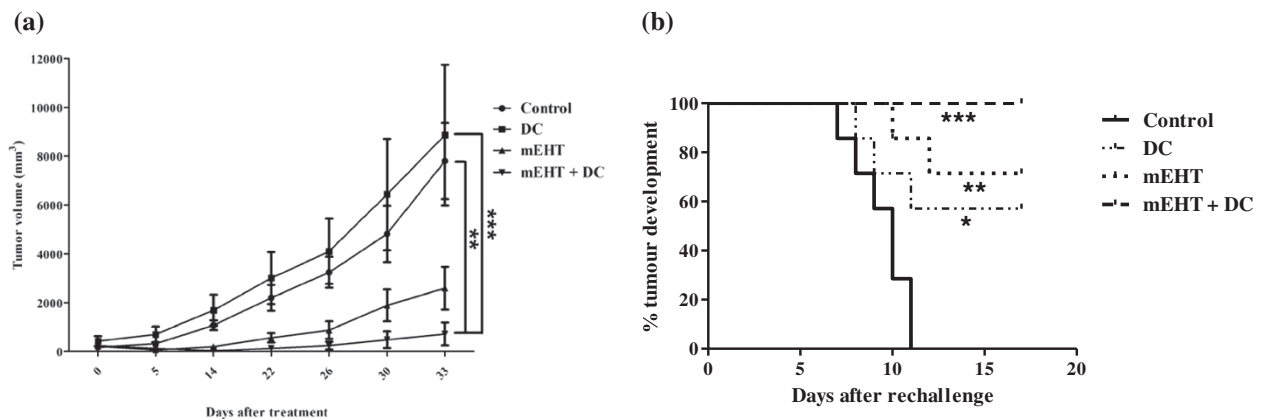 (a)
Tumor volume (mm³)
12000
10000
8000
6000
4000
2000
0
0
5
14
22
26
30
33
Days after treatment
Control
DC
mEHT
mEHT + DC
**
***
(b)
% tumour development
100
80
60
40
20
0
0
5
10
15
20
Days after rechallenge
***
**
*
Control
DC
mEHT
mEHT + DC